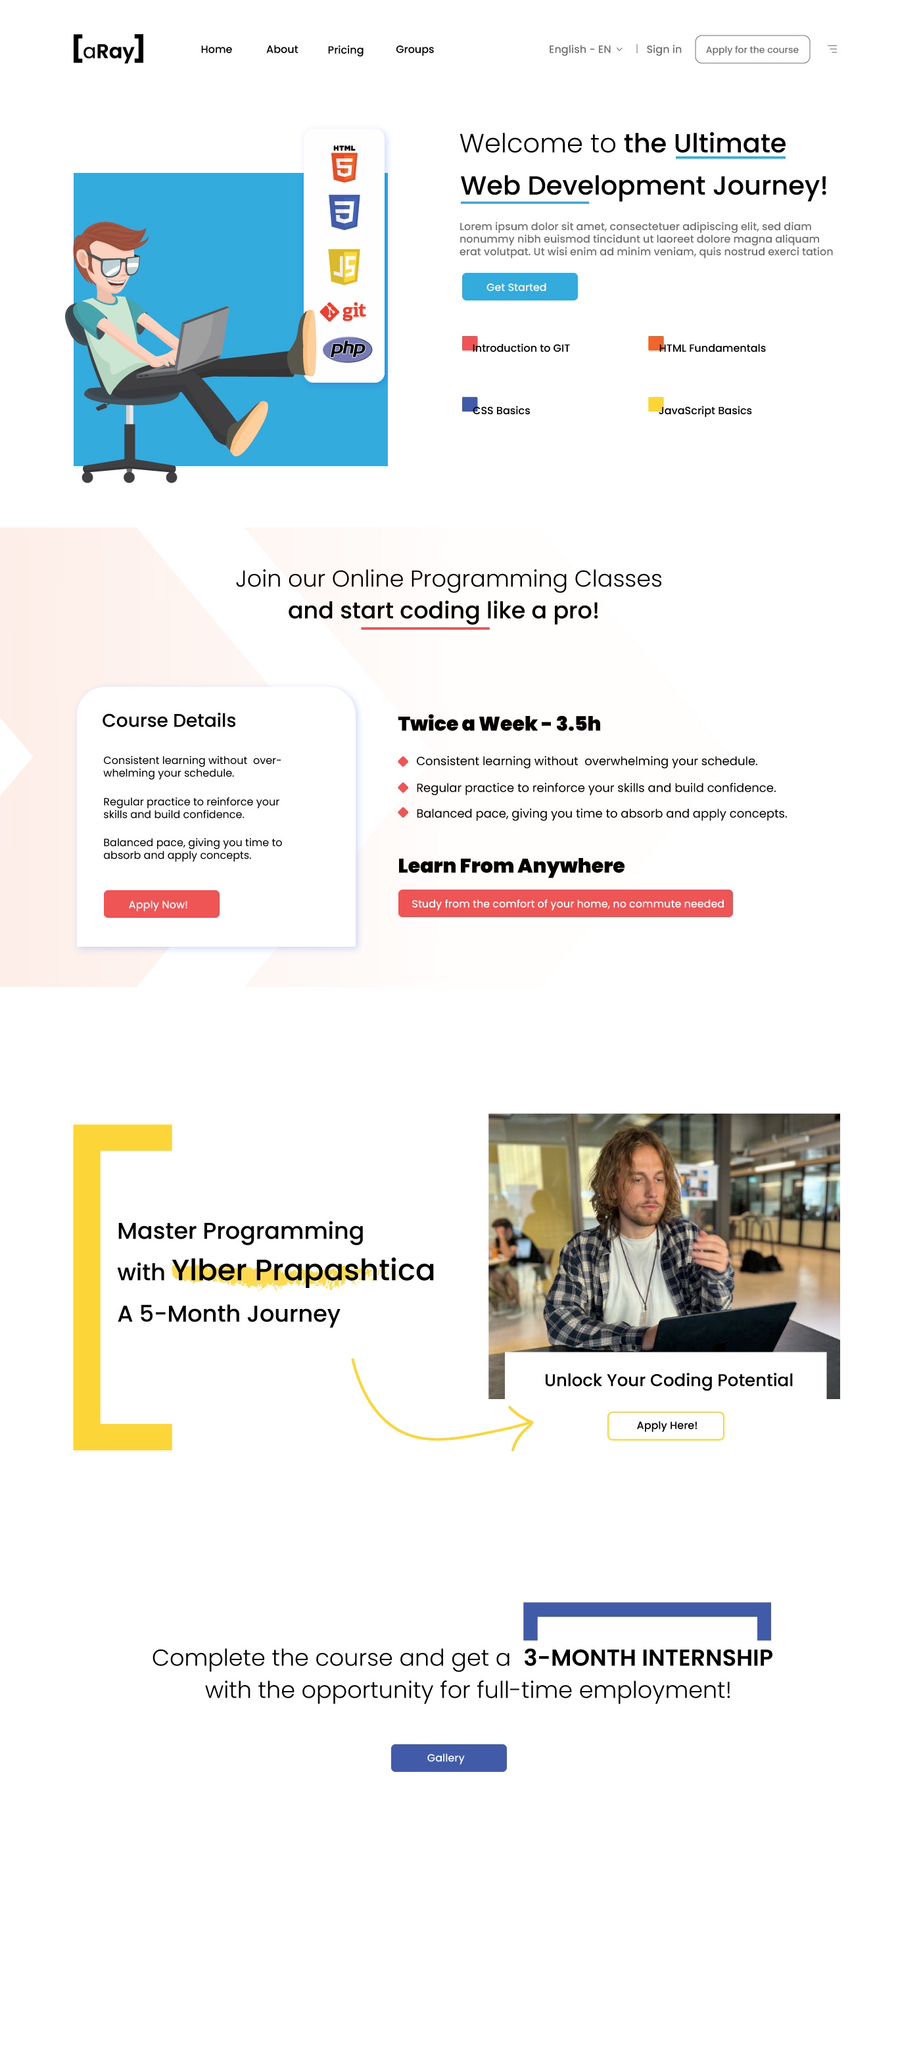 [aRay]
Home About Pricing Groups English - EN | Sign in Apply for the course
HTML
5
3
JS
git
php
Welcome to the Ultimate
Web Development Journey!
Lorem ipsum dolor sit amet, consectetuer adipiscing elit, sed diam
nonummy nibh euismod tincidunt ut laoreet dolore magna aliquam
erat volutpat. Ut wisi enim ad minim veniam, quis nostrud exerci tation
Get Started
Introduction to GIT
HTML Fundamentals
CSS Basics
JavaScript Basics
Join our Online Programming Classes
and start coding like a pro!
Course Details
Consistent learning without over-
whelming your schedule.
Regular practice to reinforce your
skills and build confidence.
Balanced pace, giving you time to
absorb and apply concepts.
Apply Now!
Twice a Week - 3.5h
Consistent learning without overwhelming your schedule.
Regular practice to reinforce your skills and build confidence.
Balanced pace, giving you time to absorb and apply concepts.
Learn From Anywhere
Study from the comfort of your home, no commute needed
Master Programming
with Ylber Prapashtica
A 5-Month Journey
Unlock Your Coding Potential
Apply Here!
Complete the course and get a 3-MONTH INTERNSHIP
with the opportunity for full-time employment!
Gallery